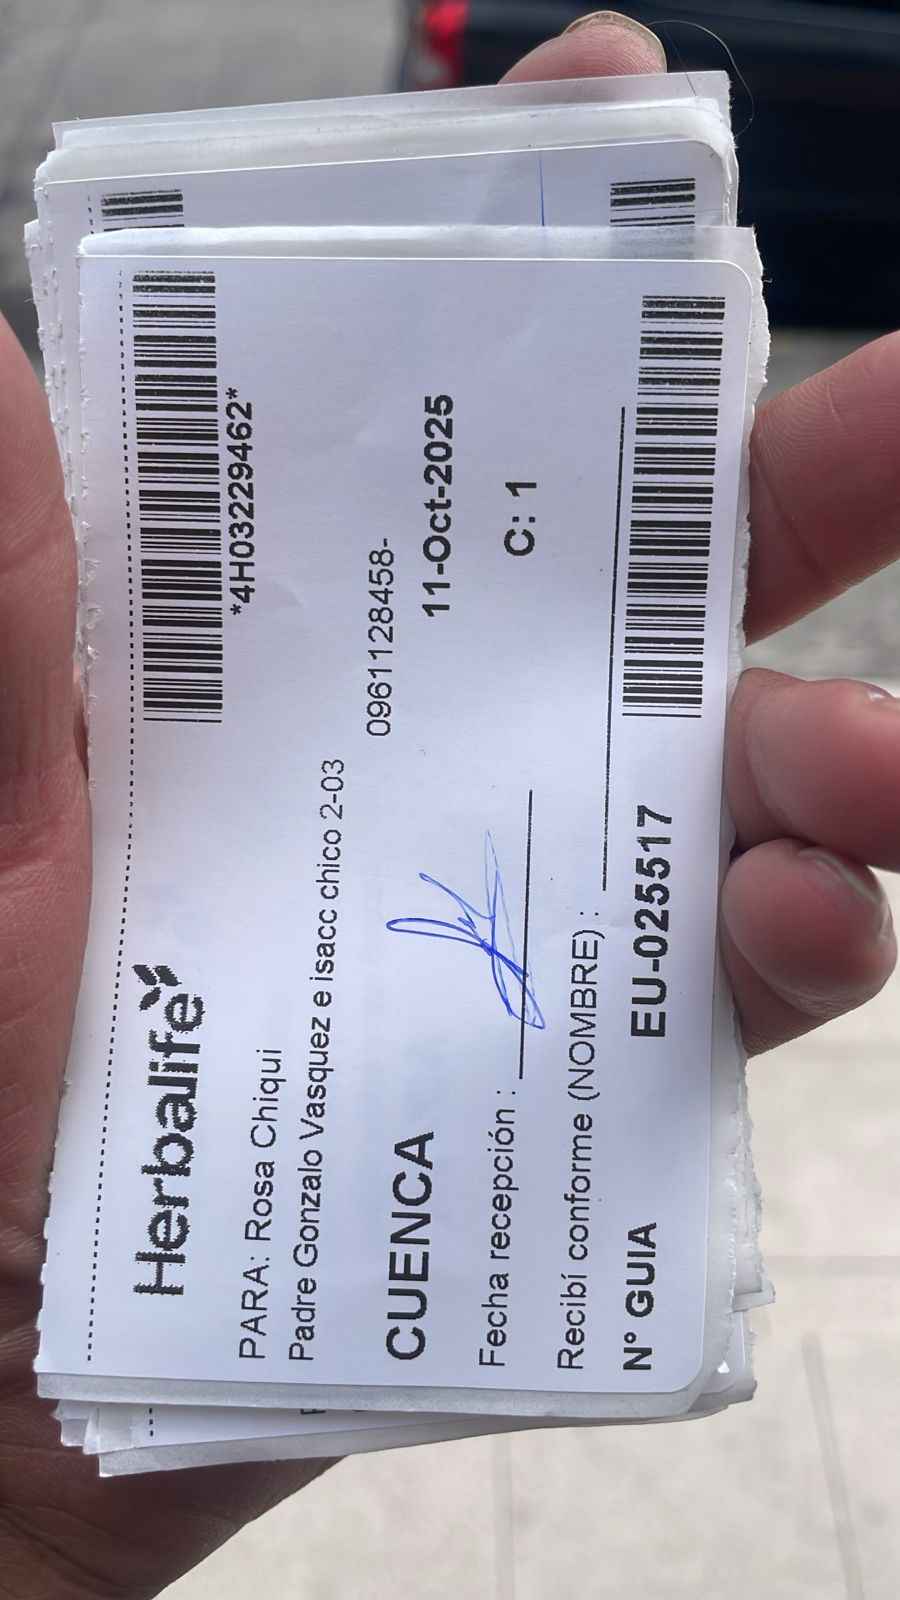 Herbalife
*4H03229462*
PARA: Rosa Chiqui
Padre Gonzalo Vasquez e isacc chico 2-03
0961128458-
CUENCA
11-Oct-2025
Fecha recepción :
C: 1
Recibí conforme (NOMBRE) :
N° GUIA EU-025517